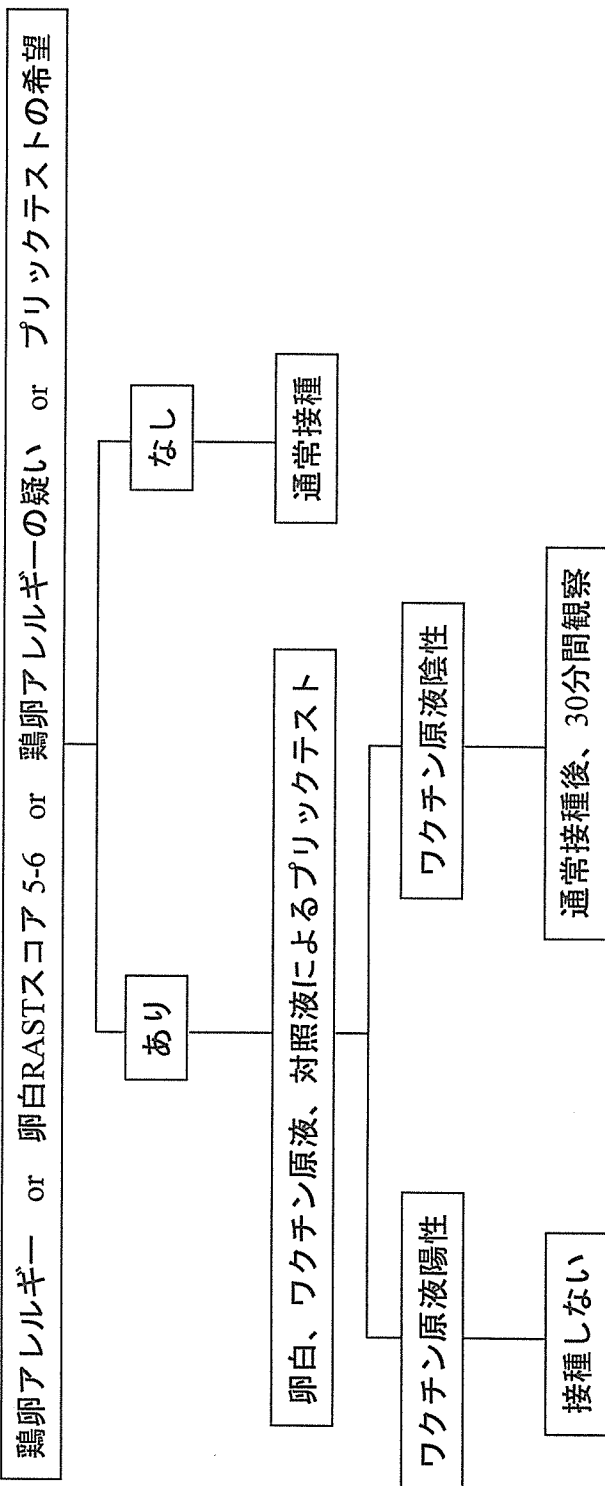 鶏卵アレルギー or 卵白RASTスコア 5-6 or 鶏卵アレルギーの疑い or プリックテストの希望
あり
なし
卵白、ワクチン原液、対照液によるプリックテスト
通常接種
ワクチン原液陽性
ワクチン原液陰性
接種しない
通常接種後、30分間観察